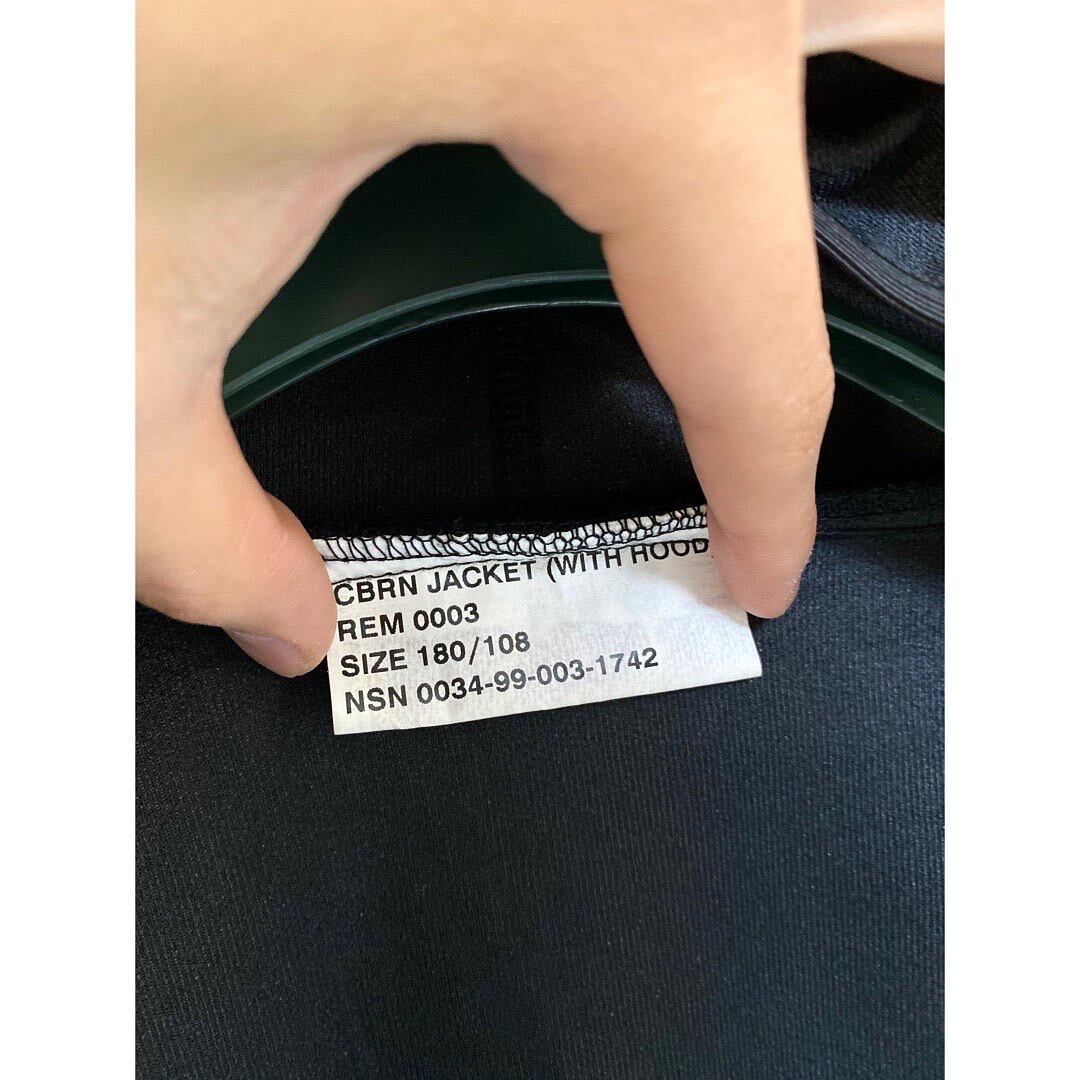 CBRN JACKET (WITH HOOD)
REM 0003
SIZE 180/108
NSN 0034-99-003-1742